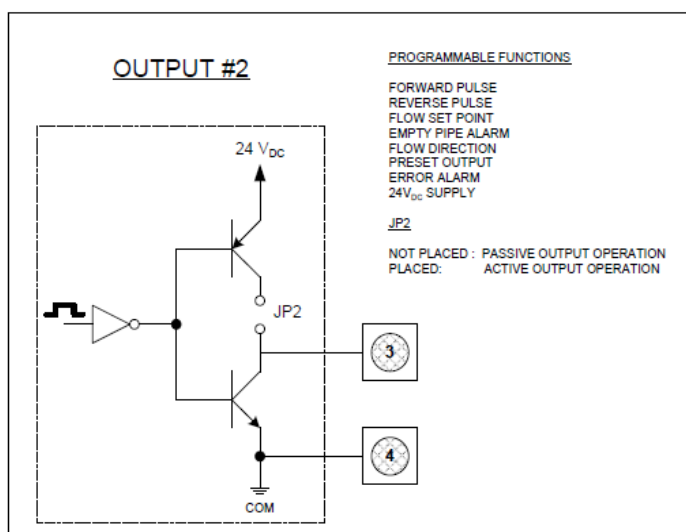 OUTPUT #2
24 VDC
JP2
3
4
COM
PROGRAMMABLE FUNCTIONS
FORWARD PULSE
REVERSE PULSE
FLOW SET POINT
EMPTY PIPE ALARM
FLOW DIRECTION
PRESET OUTPUT
ERROR ALARM
24VDC SUPPLY
JP2
NOT PLACED : PASSIVE OUTPUT OPERATION
PLACED: ACTIVE OUTPUT OPERATION